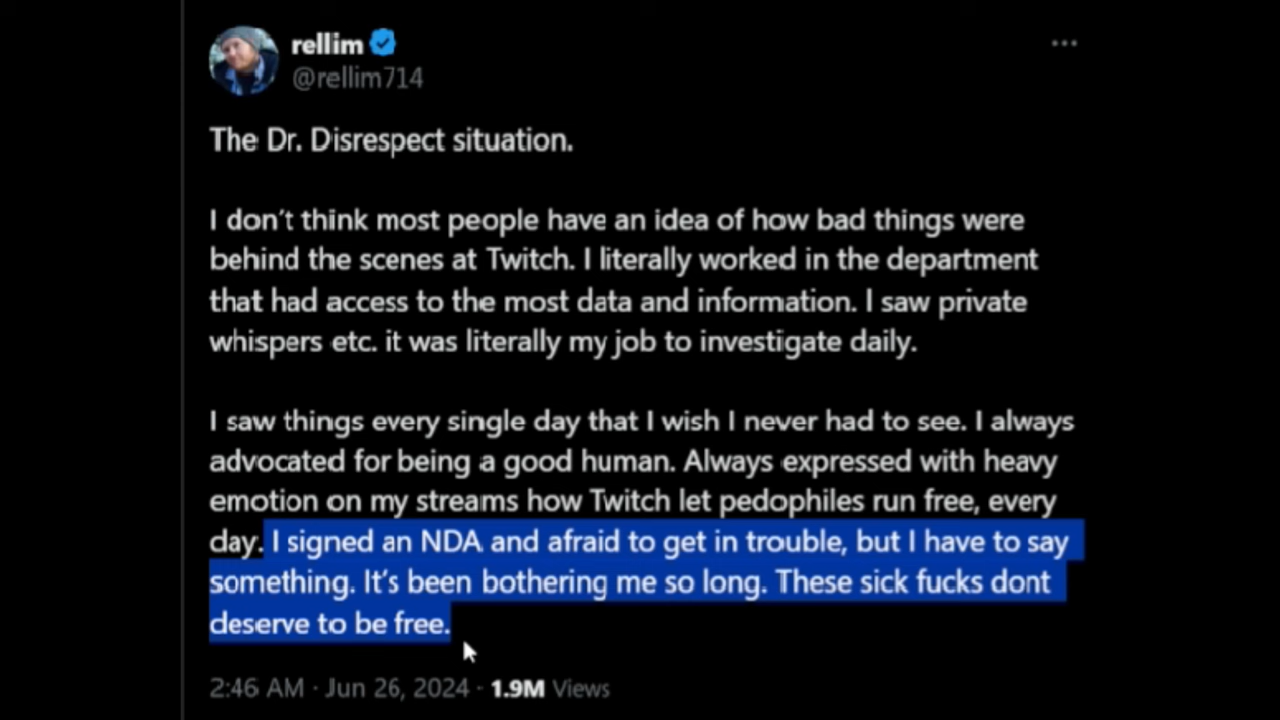 rellim
@rellim714
The Dr. Disrespect situation.
I don't think most people have an idea of how bad things were
behind the scenes at Twitch. I literally worked in the department
that had access to the most data and information. I saw private
whispers etc. it was literally my job to investigate daily.
I saw things every single day that I wish I never had to see. I always
advocated for being a good human. Always expressed with heavy
emotion on my streams how Twitch let pedophiles run free, every
day. I signed an NDA and afraid to get in trouble, but I have to say
something. It's been bothering me so long. These sick fucks dont
deserve to be free.
2:46 AM · Jun 26, 2024 · 1.9M Views